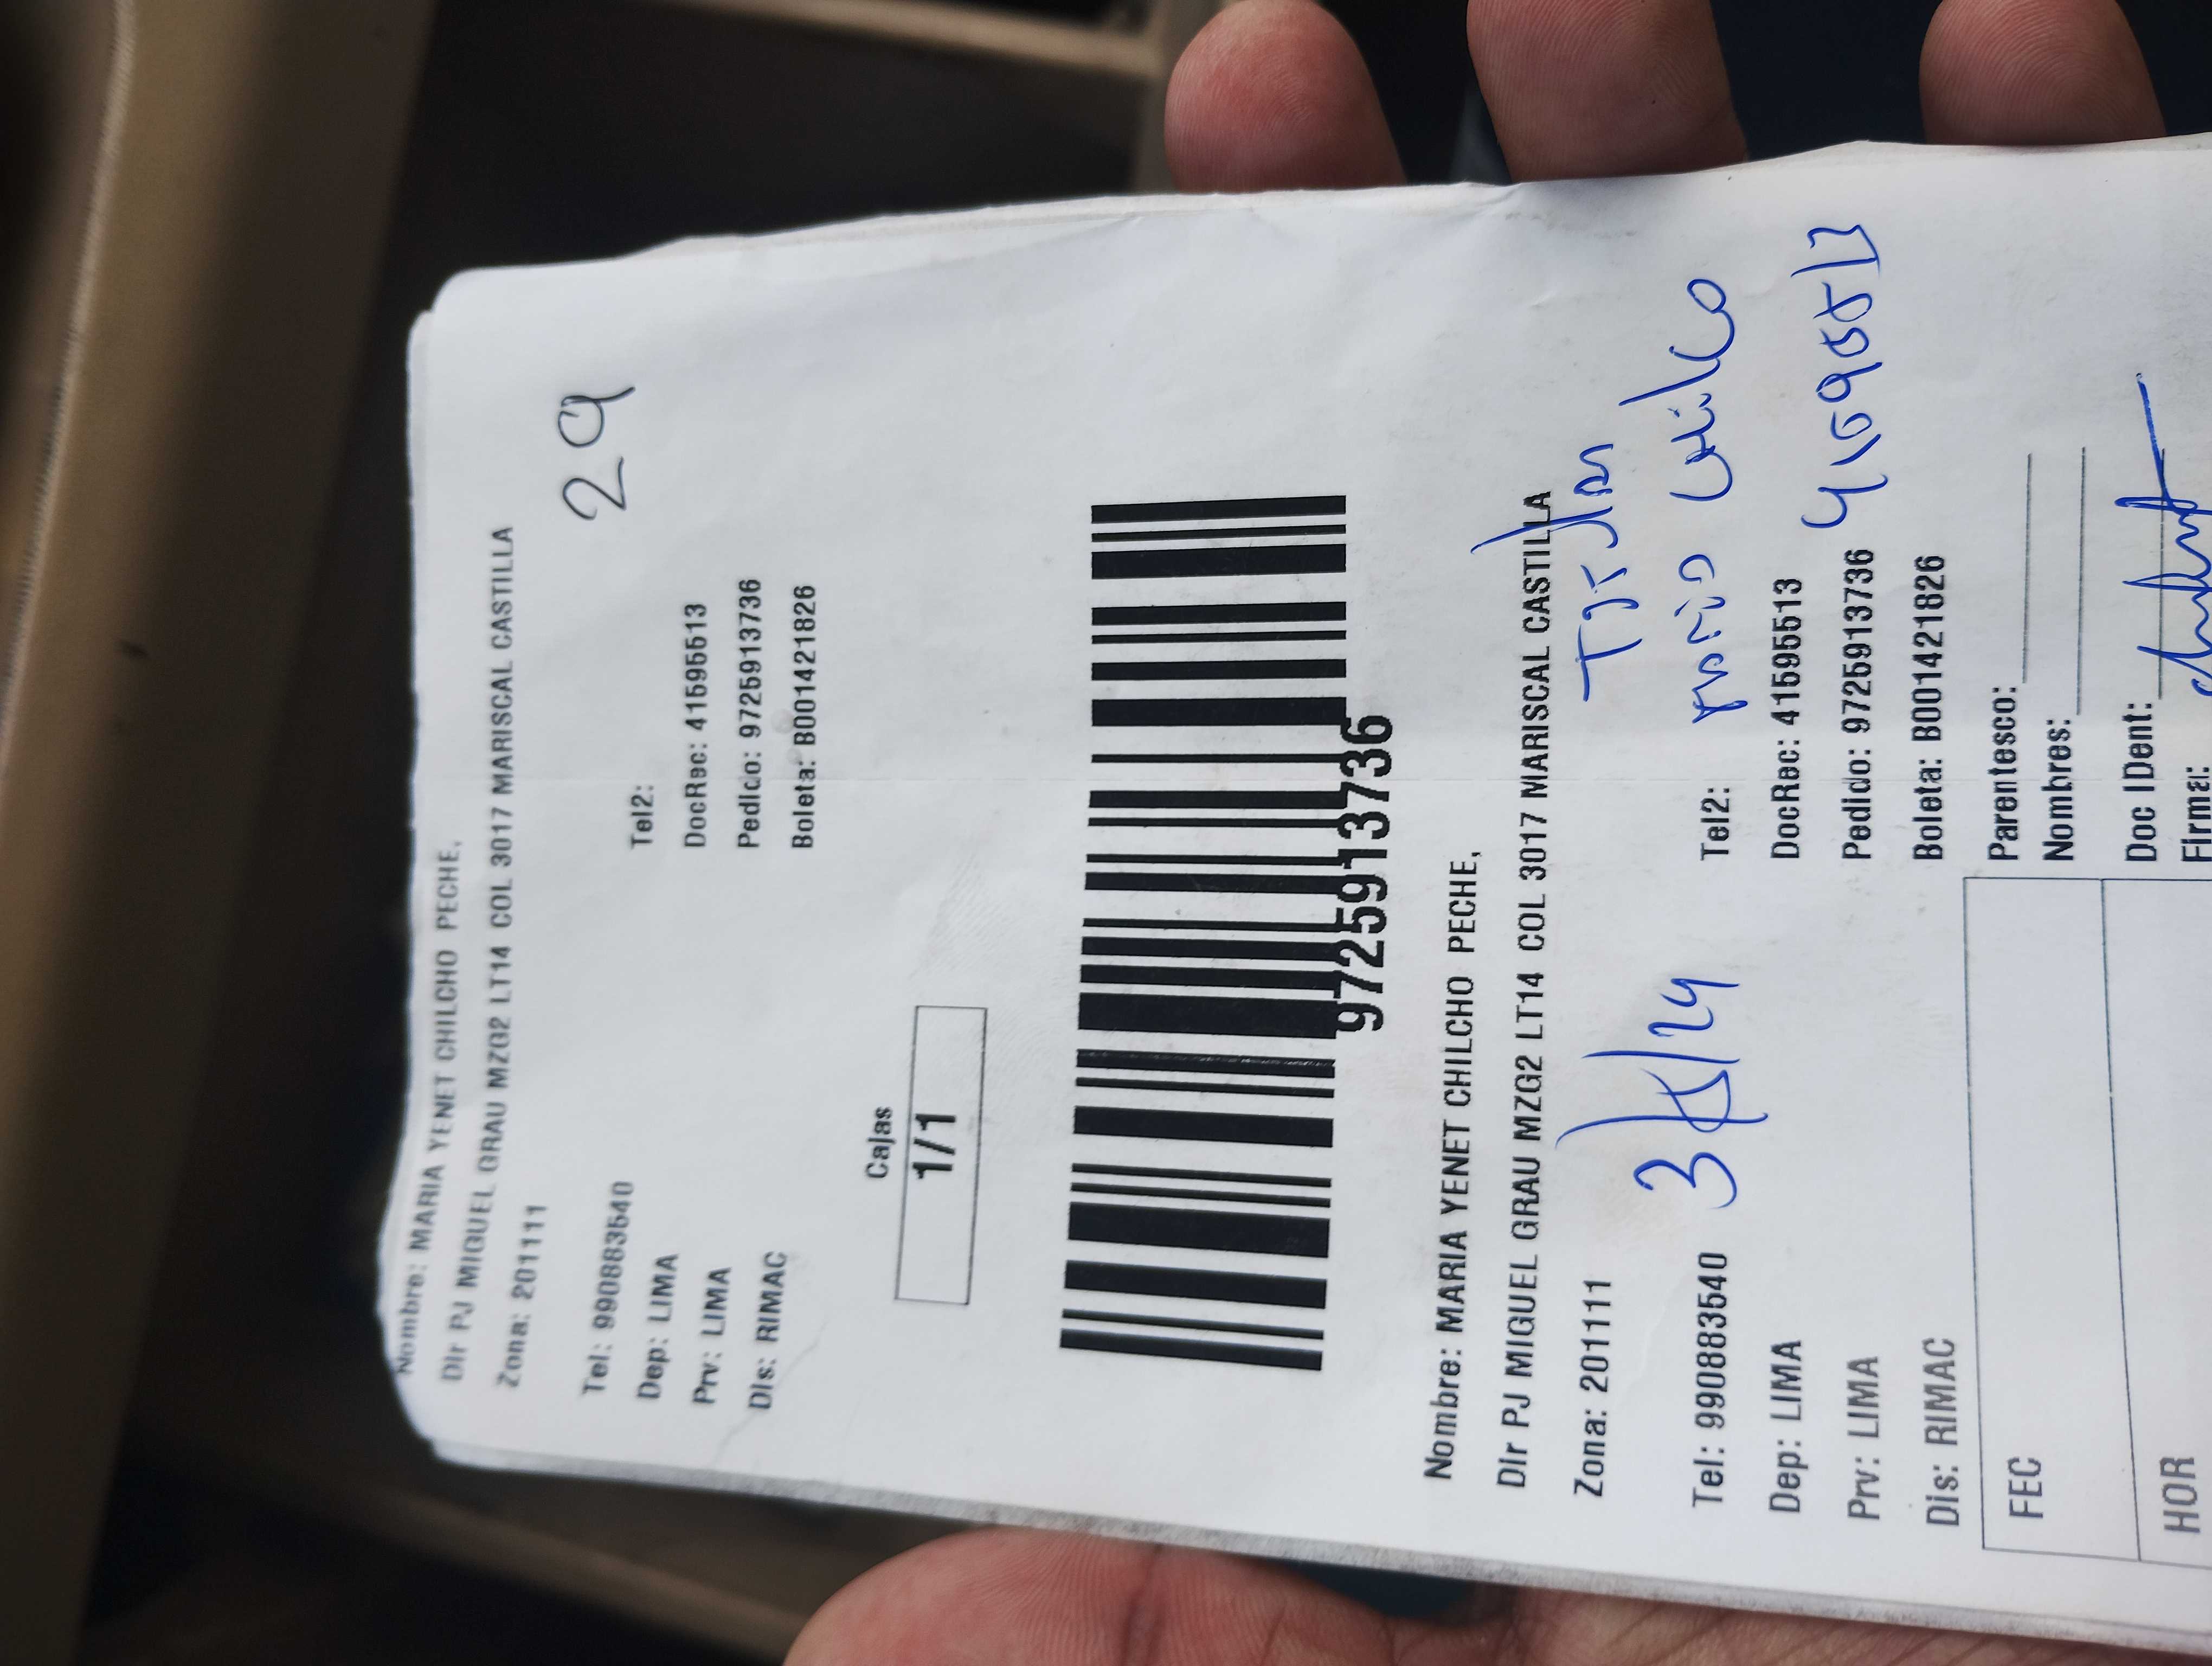 Nombre: MARIA YENET CHILCHO PECHE,
Dir PJ MIGUEL GRAU MZG2 LT14 COL 3017 MARISCAL CASTILLA
Zona: 201111
29
Tel: 990883540 Tel2:
Dep: LIMA DocRec: 41595513
Prv: LIMA Pedido: 9725913736
Dis: RIMAC Boleta: B001421826
Cajas
1/1
9725913736
Nombre: MARIA YENET CHILCHO PECHE,
Dir PJ MIGUEL GRAU MZG2 LT14 COL 3017 MARISCAL CASTILLA
Zona: 201111
Tel: 990883540 Tel2:
Dep: LIMA DocRec: 41595513
Prv: LIMA Pedido: 9725913736
Dis: RIMAC Boleta: B001421826
FEC Parentesco:
Nombres:
HOR Doc IDent:
Firma: